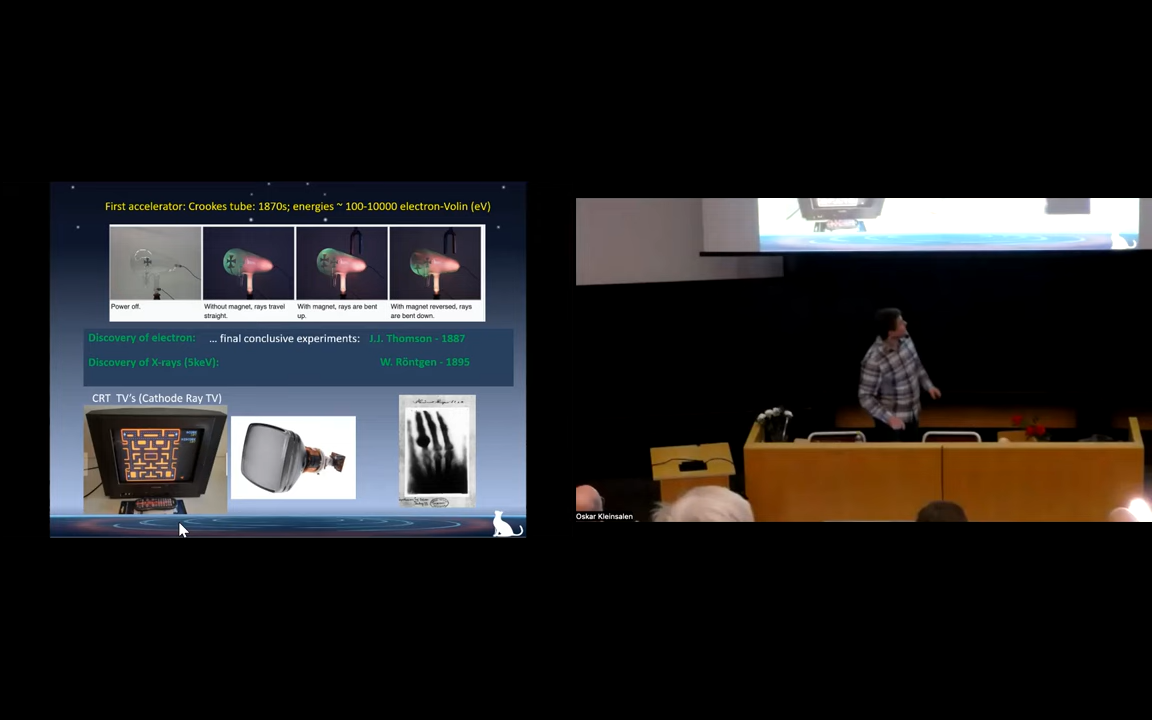 First accelerator: Crookes tube: 1870s; energies ~ 100-10000 electron-Volin (eV)
Power off.
Without magnet, rays travel
straight.
With magnet, rays are bent
up.
With magnet reversed, rays
are bent down.
Discovery of electron: ... final conclusive experiments: J.J. Thomson - 1887
Discovery of X-rays (5keV): W. Röntgen - 1895
CRT TV's (Cathode Ray TV)
Oskar Kleinsalen